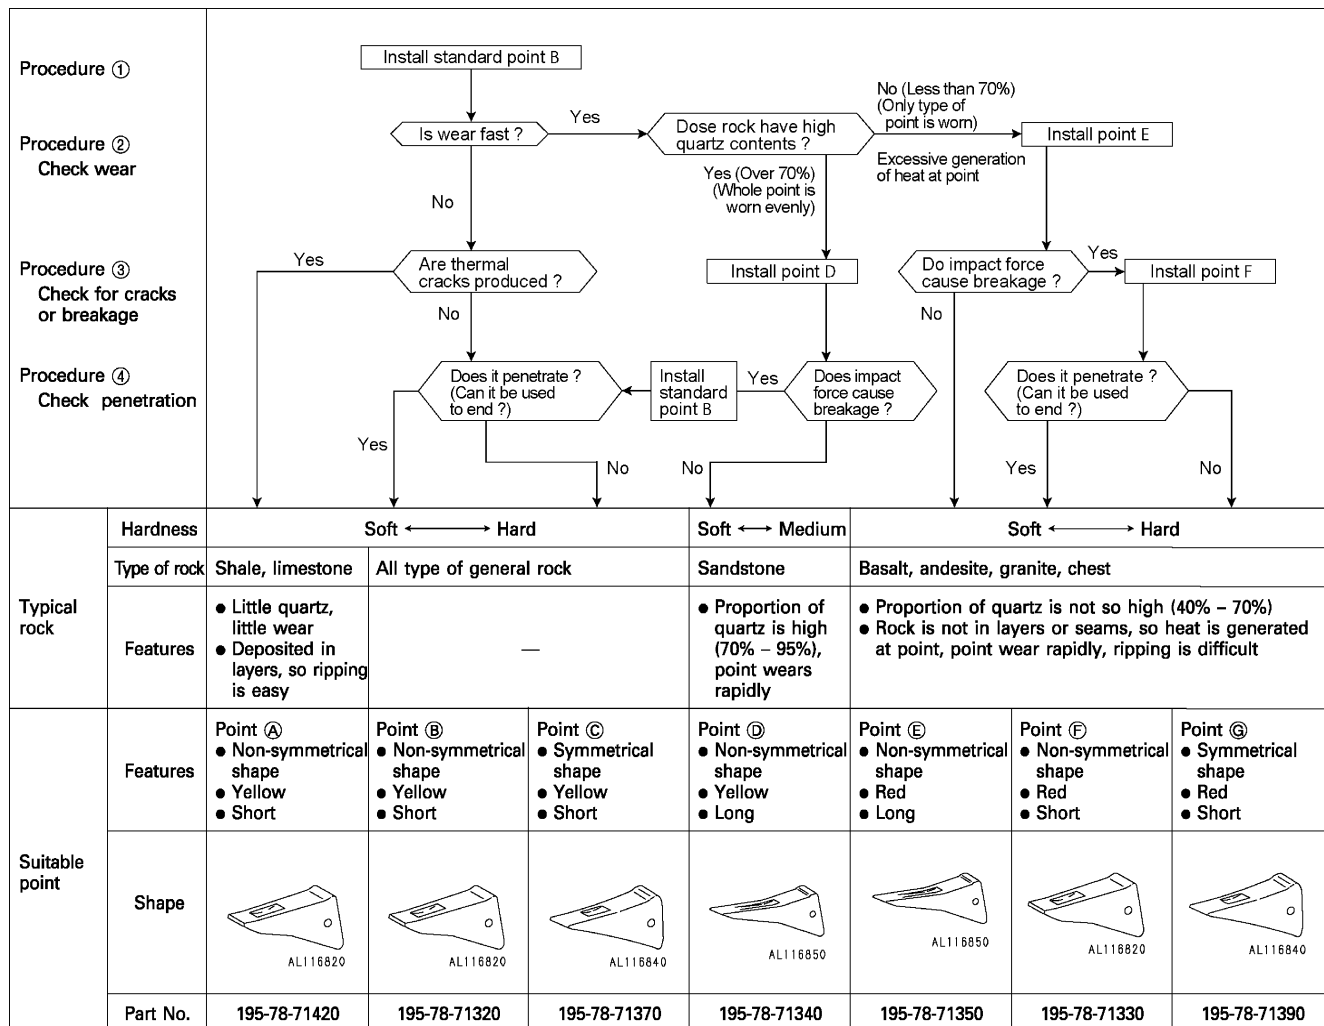 Procedure ①
Install standard point B
Procedure ②
Check wear
Is wear fast ?
Yes
Dose rock have high
quartz contents ?
No (Less than 70%)
(Only type of
point is worn)
Excessive generation
of heat at point
Install point E
No
Yes (Over 70%)
(Whole point is
worn evenly)
Procedure ③
Check for cracks
or breakage
Yes
Are thermal
cracks produced ?
No
Install point D
Do impact force
cause breakage ?
Yes
Install point F
No
Procedure ④
Check penetration
Does it penetrate ?
(Can it be used
to end ?)
Install
standard
point B
Yes
Does impact
force cause
breakage ?
Does it penetrate ?
(Can it be used
to end ?)
Yes
No
No
Yes
No
Typical
rock
Hardness
Soft ⟷ Hard
Soft ⟷ Medium
Soft ⟷ Hard
Type of rock
Shale, limestone
All type of general rock
Sandstone
Basalt, andesite, granite, chest
Features
● Little quartz,
little wear
● Deposited in
layers, so ripping
is easy
—
● Proportion of
quartz is high
(70% – 95%),
point wears
rapidly
● Proportion of quartz is not so high (40% – 70%)
● Rock is not in layers or seams, so heat is generated
at point, point wear rapidly, ripping is difficult
Suitable
point
Features
Point Ⓐ
● Non-symmetrical
shape
● Yellow
● Short
Point Ⓑ
● Non-symmetrical
shape
● Yellow
● Short
Point Ⓒ
● Symmetrical
shape
● Yellow
● Short
Point Ⓓ
● Non-symmetrical
shape
● Yellow
● Long
Point Ⓔ
● Non-symmetrical
shape
● Red
● Long
Point Ⓕ
● Non-symmetrical
shape
● Red
● Short
Point Ⓖ
● Symmetrical
shape
● Red
● Short
Shape
AL116820
AL116820
AL116840
AL116850
AL116850
AL116820
AL116840
Part No.
195-78-71420
195-78-71320
195-78-71370
195-78-71340
195-78-71350
195-78-71330
195-78-71390